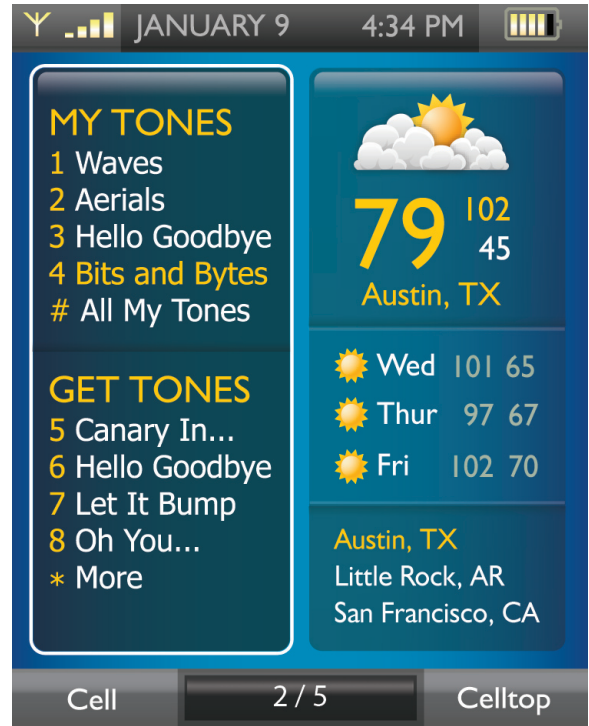 JANUARY 9 4:34 PM
MY TONES
1 Waves
2 Aerials
3 Hello Goodbye
4 Bits and Bytes
# All My Tones
GET TONES
5 Canary In...
6 Hello Goodbye
7 Let It Bump
8 Oh You...
* More
79 102
45
Austin, TX
Wed 101 65
Thur 97 67
Fri 102 70
Austin, TX
Little Rock, AR
San Francisco, CA
Cell 2 / 5 Celltop